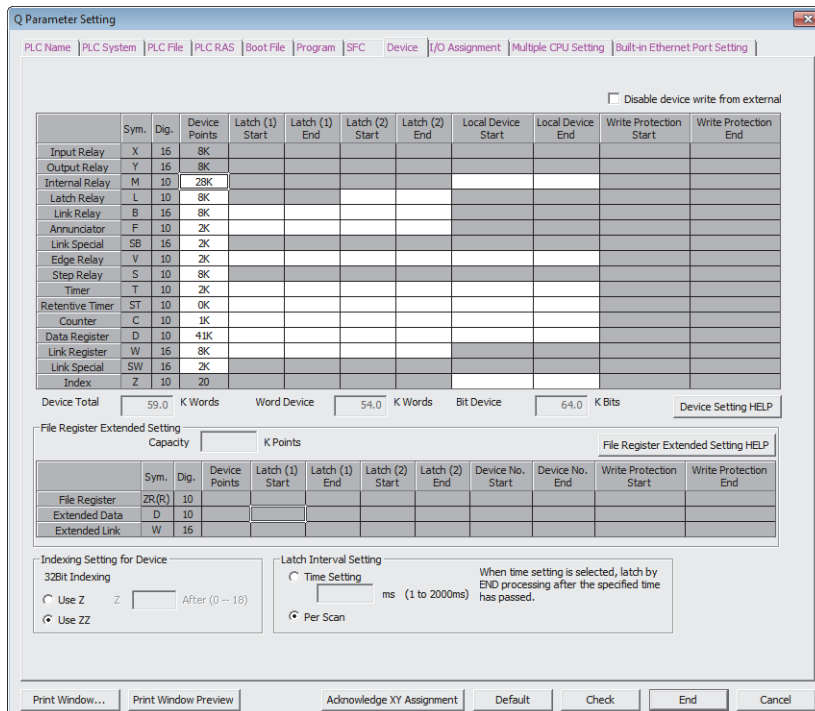 Q Parameter Setting
PLC Name PLC System PLC File PLC RAS Boot File Program SFC Device I/O Assignment Multiple CPU Setting Built-in Ethernet Port Setting
Disable device write from external
Sym. Dig. Device Points Latch (1) Start Latch (1) End Latch (2) Start Latch (2) End Local Device Start Local Device End Write Protection Start Write Protection End
Input Relay X 16 8K
Output Relay Y 16 8K
Internal Relay M 10 28K
Latch Relay L 10 8K
Link Relay B 16 8K
Annunciator F 10 2K
Link Special SB 16 2K
Edge Relay V 10 2K
Step Relay S 10 8K
Timer T 10 2K
Retentive Timer ST 10 0K
Counter C 10 1K
Data Register D 10 41K
Link Register W 16 8K
Link Special SW 16 2K
Index Z 10 20
Device Total 59.0 K Words Word Device 54.0 K Words Bit Device 64.0 K Bits Device Setting HELP
File Register Extended Setting
Capacity K Points File Register Extended Setting HELP
Sym. Dig. Device Points Latch (1) Start Latch (1) End Latch (2) Start Latch (2) End Device No. Start Device No. End Write Protection Start Write Protection End
File Register ZR(R) 10
Extended Data D 10
Extended Link W 16
Indexing Setting for Device
32Bit Indexing
Use Z Z After (0 -- 18)
Use ZZ
Latch Interval Setting
Time Setting
ms (1 to 2000ms)
Per Scan
When time setting is selected, latch by
END processing after the specified time
has passed.
Print Window... Print Window Preview Acknowledge XY Assignment Default Check End Cancel